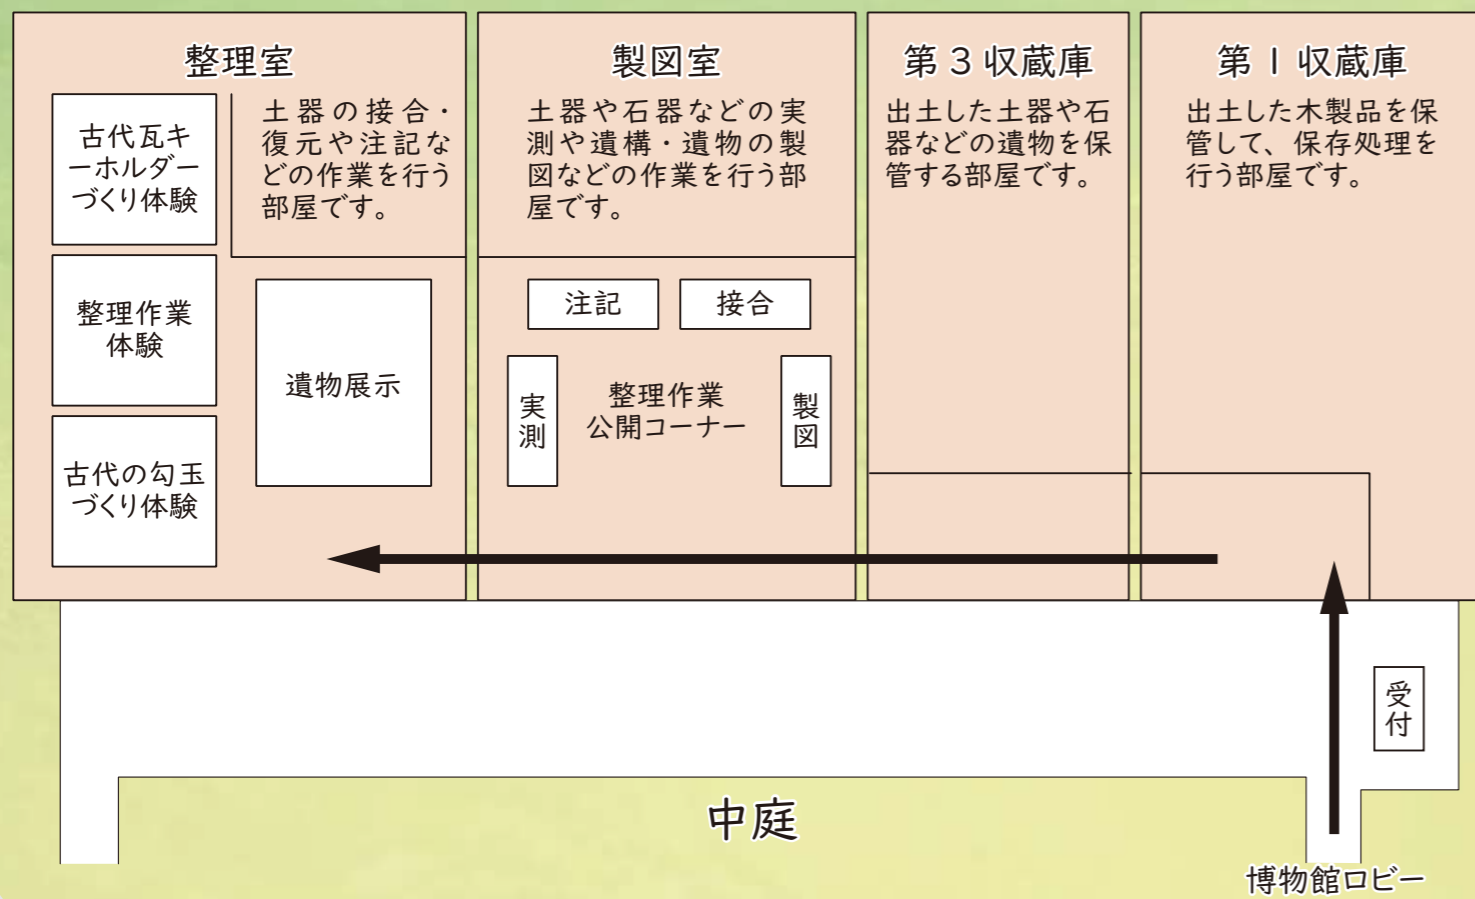 整理室
古代瓦キ
ーホルダー
づくり体験
整理作業
体験
古代の勾玉
づくり体験
土器の接合・
復元や注記な
どの作業を行う
部屋です。
遺物展示
製図室
土器や石器などの実
測や遺構・遺物の製
図などの作業を行う部
屋です。
注記
接合
実測
整理作業
公開コーナー
製図
第3収蔵庫
出土した土器や石
器などの遺物を保
管する部屋です。
第1収蔵庫
出土した木製品を保
管して、保存処理を
行う部屋です。
受付
中庭
博物館ロビー